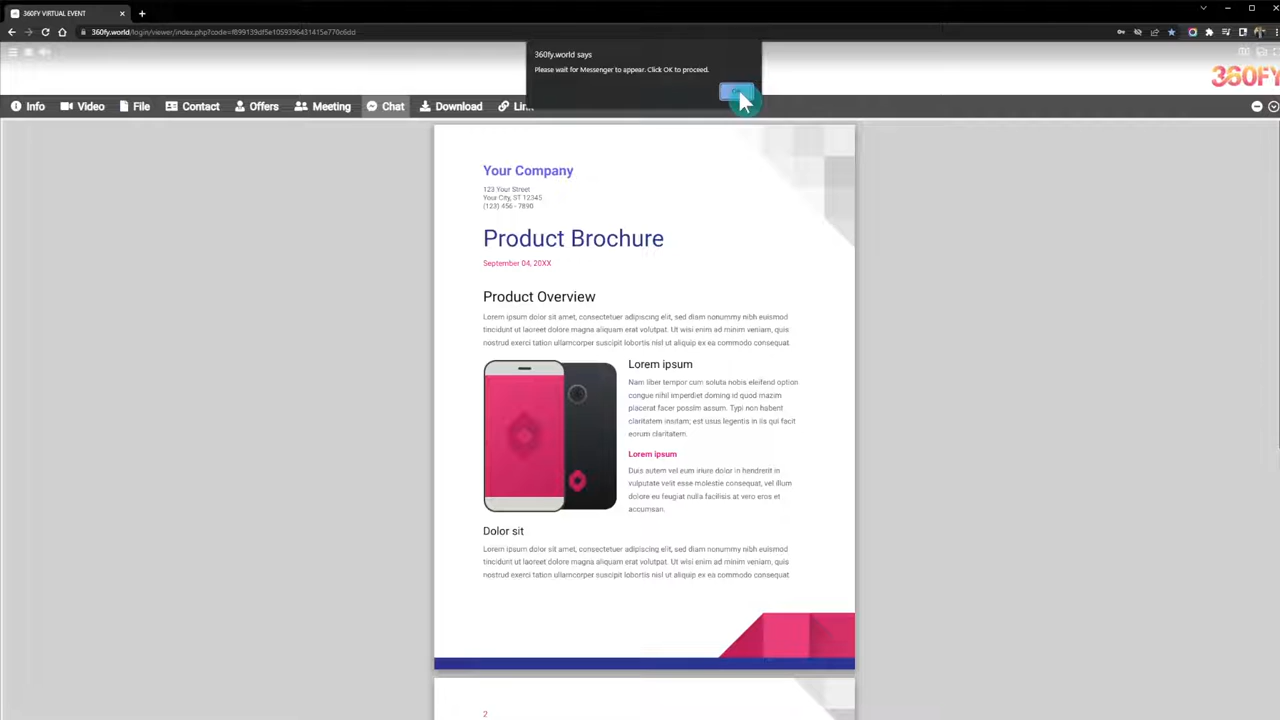 360FY VIRTUAL EVENT
360fy.world/login/viewer/index.php?code=f899139df5e1059396431415e770c6dd
360fy.world says
Please wait for Messenger to appear. Click OK to proceed.
360FY
Info Video File Contact Offers Meeting Chat Download Link
Your Company
123 Your Street
Your City, ST 12345
(123) 456 - 7890
Product Brochure
September 04, 20XX
Product Overview
Lorem ipsum dolor sit amet, consectetuer adipiscing elit, sed diam nonummy nibh euismod
tincidunt ut laoreet dolore magna aliquam erat volutpat. Ut wisi enim ad minim veniam, quis
nostrud exerci tation ullamcorper suscipit lobortis nisl ut aliquip ex ea commodo consequat.
Lorem ipsum
Nam liber tempor cum soluta nobis eleifend option
congue nihil imperdiet doming id quod mazim
placerat facer possim assum. Typi non habent
claritatem insitam; est usus legentis in iis qui facit
eorum claritatem.
Lorem ipsum
Duis autem vel eum iriure dolor in hendrerit in
vulputate velit esse molestie consequat, vel illum
dolore eu feugiat nulla facilisis at vero eros et
accumsan.
Dolor sit
Lorem ipsum dolor sit amet, consectetuer adipiscing elit, sed diam nonummy nibh euismod
tincidunt ut laoreet dolore magna aliquam erat volutpat. Ut wisi enim ad minim veniam, quis
nostrud exerci tation ullamcorper suscipit lobortis nisl ut aliquip ex ea commodo consequat.
2